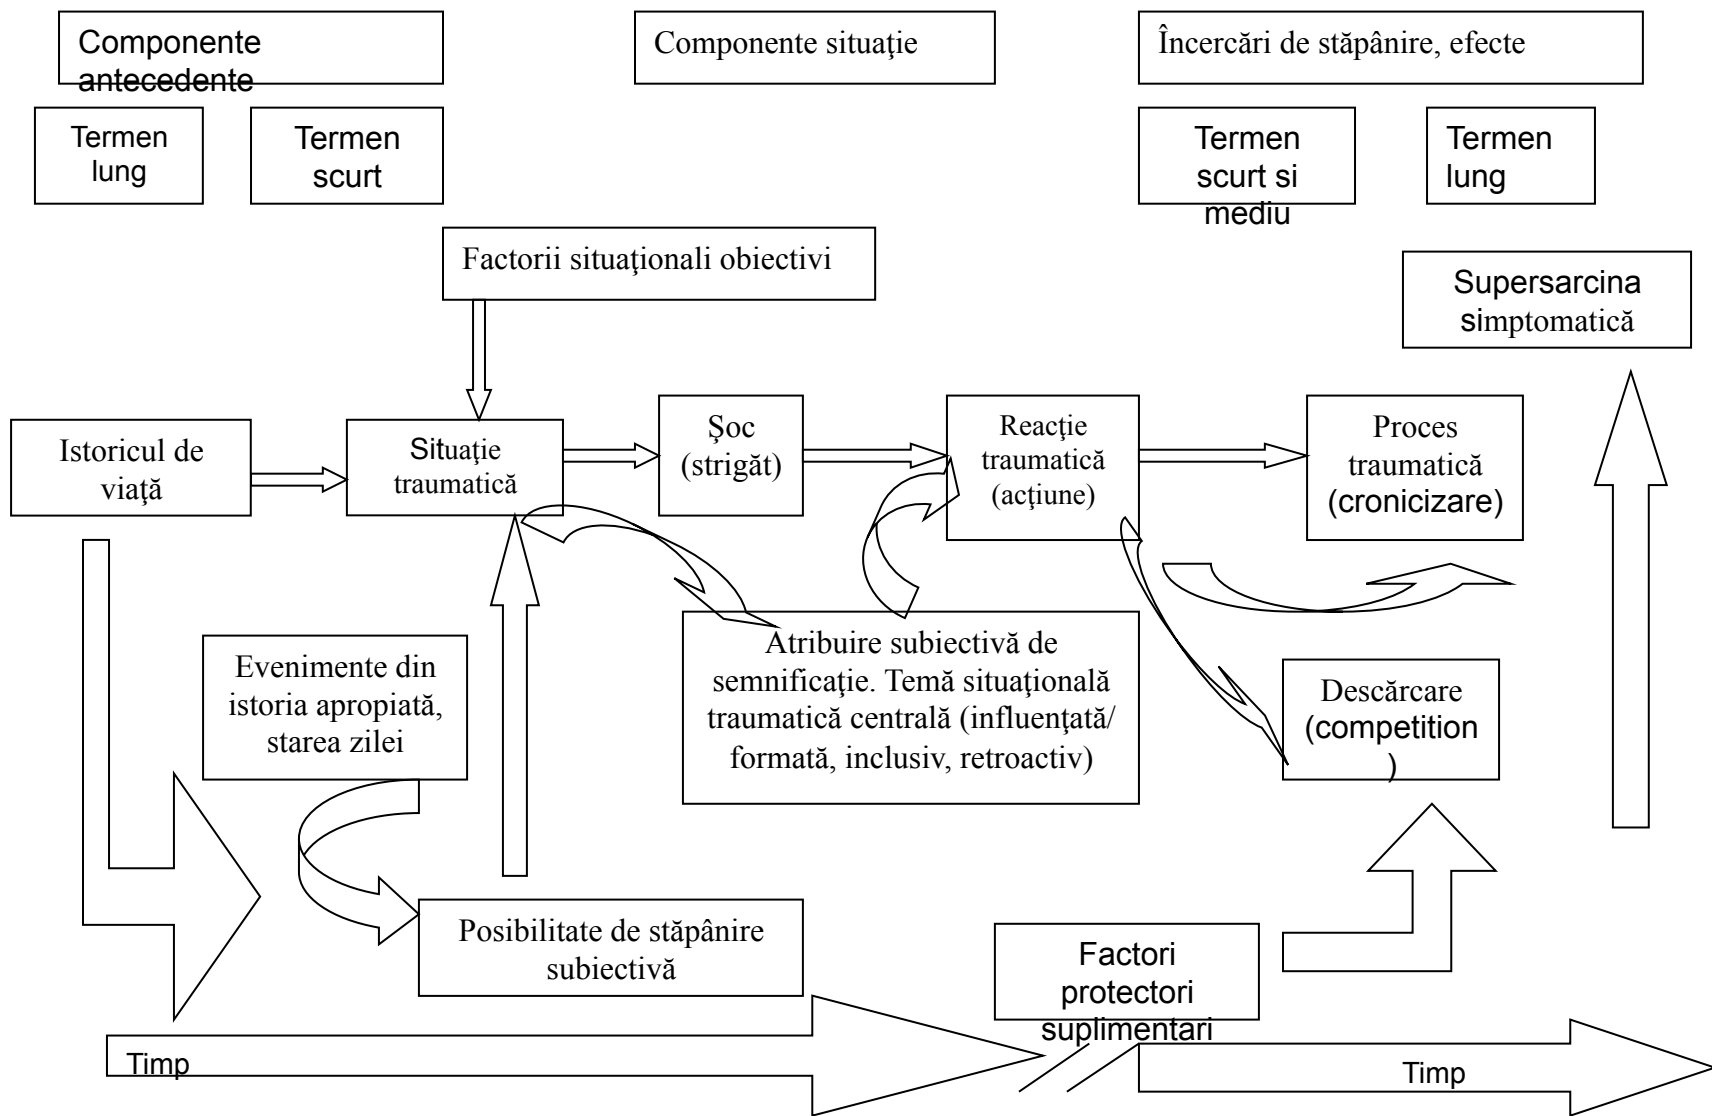 Componente
antecedente
Componente situaţie
Încercări de stăpânire, efecte
Termen
lung
Termen
scurt
Termen
scurt si
mediu
Termen
lung
Factorii situaţionali obiectivi
Supersarcina
simptomatică
Istoricul de
viaţă
Situaţie
traumatică
Şoc
(strigăt)
Reacţie
traumatică
(acţiune)
Proces
traumatică
(cronicizare)
Evenimente din
istoria apropiată,
starea zilei
Atribuire subiectivă de
semnificaţie. Temă situaţională
traumatică centrală (influenţată/
formată, inclusiv, retroactiv)
Descărcare
(competition
)
Posibilitate de stăpânire
subiectivă
Factori
protectori
suplimentari
Timp
Timp